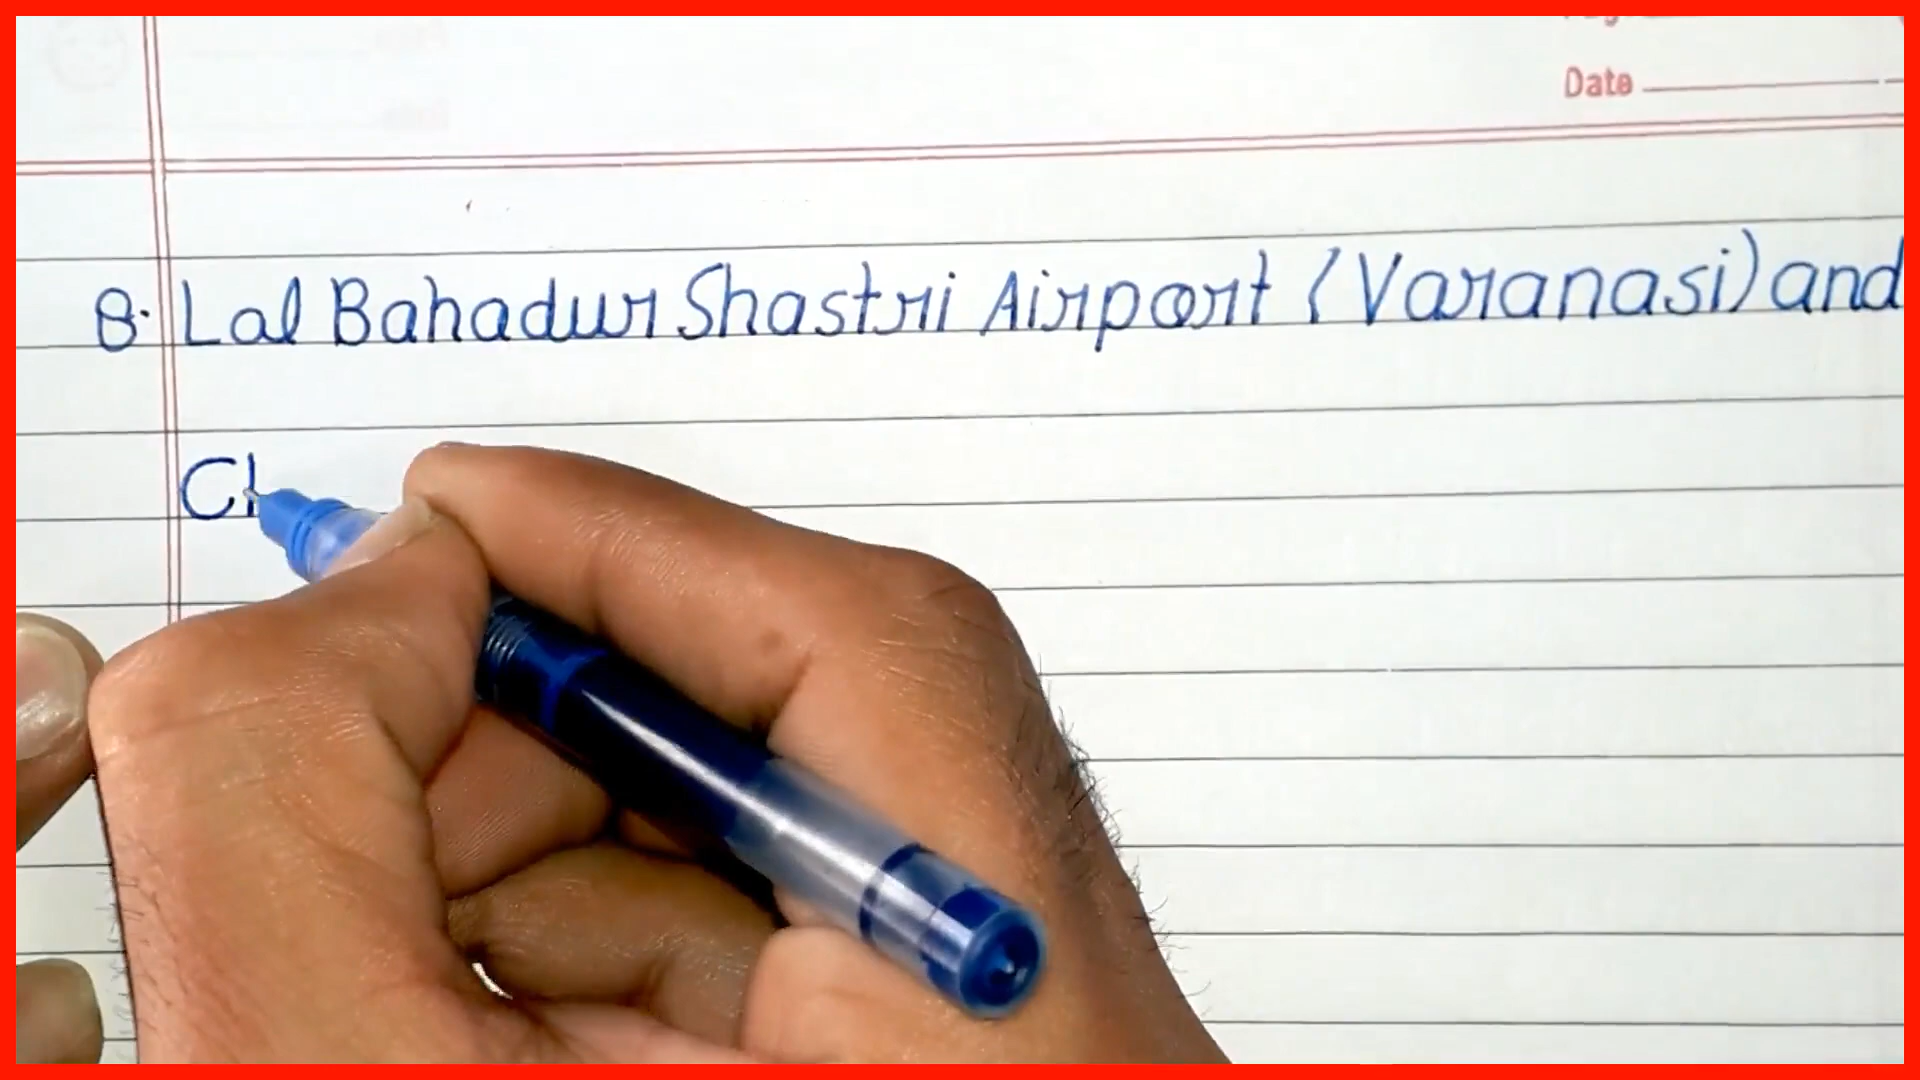 Date
8. Lal Bahadur Shastri Airport (Varanasi) and
Ch